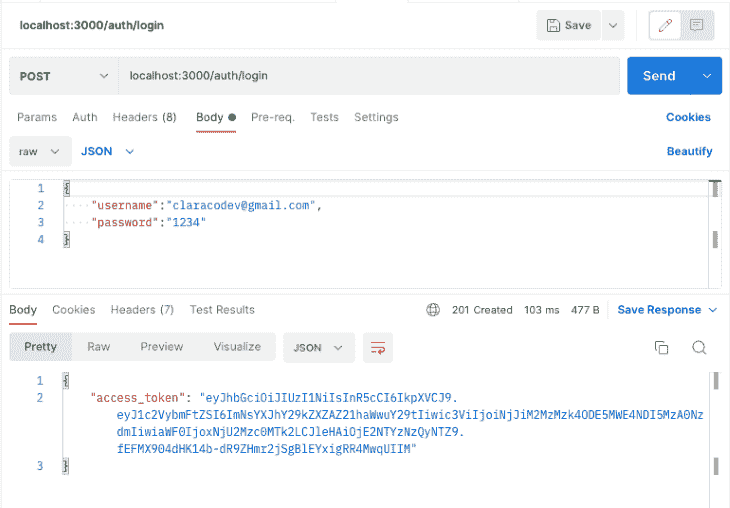 localhost:3000/auth/login
Save
POST
localhost:3000/auth/login
Send
Params Auth Headers (8) Body Pre-req. Tests Settings Cookies
raw JSON Beautify
1 {
2 "username":"claracodev@gmail.com",
3 "password":"1234"
4 }
Body Cookies Headers (7) Test Results 201 Created 103 ms 477 B Save Response
Pretty Raw Preview Visualize JSON
1 {
2 "access_token": "eyJhbGciOiJIUzI1NiIsInR5cCI6IkpXVCJ9.
eyJ1c2VybmFtZSI6ImNsYXJhY29kZXZAZ21haWwuY29tIiwic3ViIjoiNjJiM2MzMzk4ODE5MWE4NDI5MzA0Nz
dmIiwiaWF0IjoxNjU2Mzc0MTk2LCJleHAiOjE2NTYzNzQyNTZ9.
fEFMX904dHK14b-dR9ZHmr2jSgBlEYxigRR4MwqUIIM"
3 }